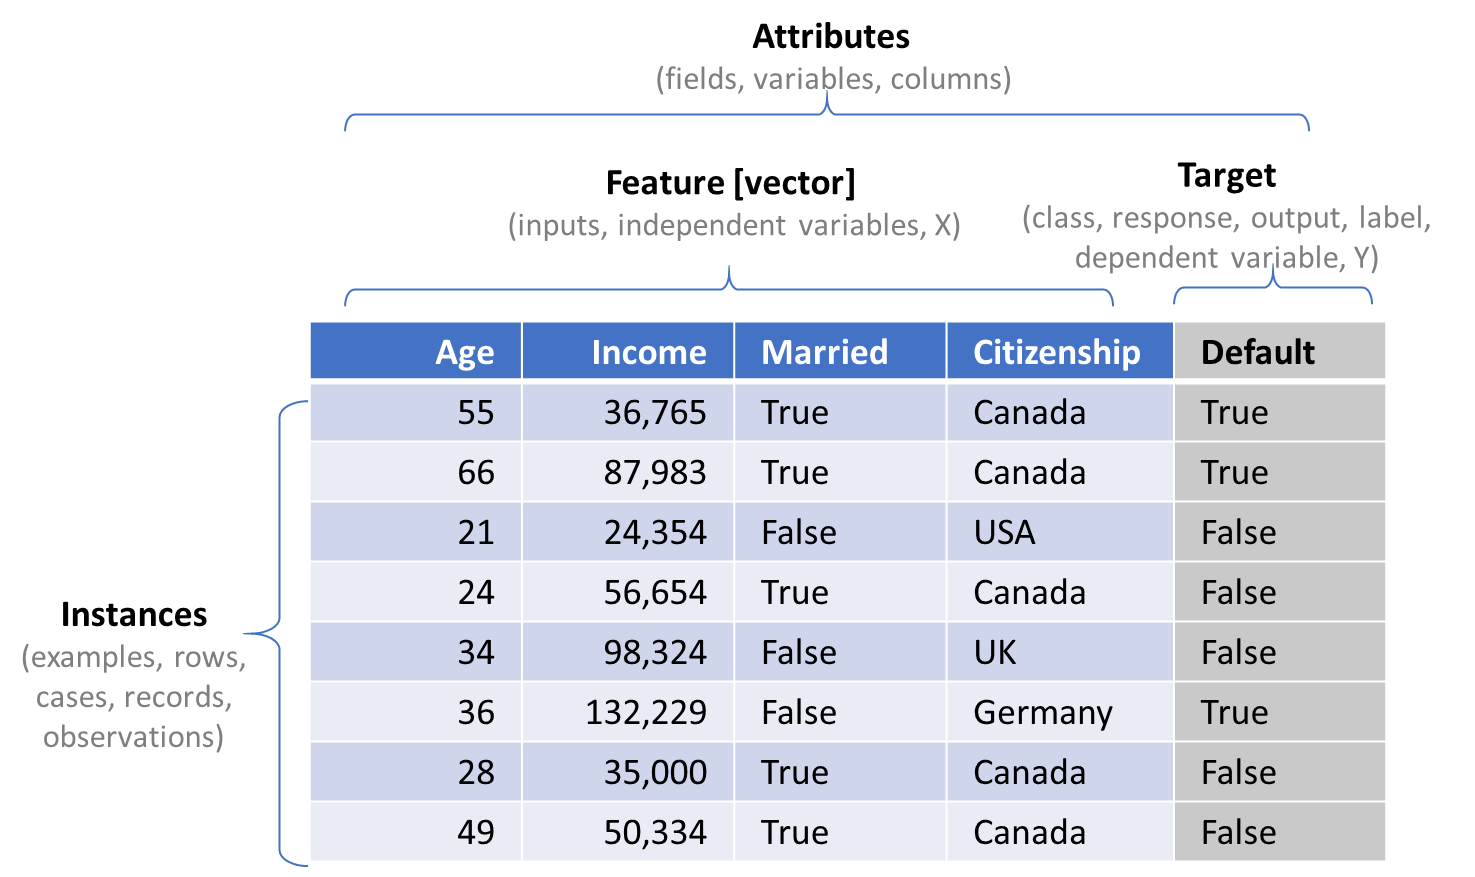 Attributes
(fields, variables, columns)
Feature [vector]
(inputs, independent variables, X)
Target
(class, response, output, label,
dependent variable, Y)
Age Income Married Citizenship Default
55 36,765 True Canada True
66 87,983 True Canada True
21 24,354 False USA False
24 56,654 True Canada False
34 98,324 False UK False
36 132,229 False Germany True
28 35,000 True Canada False
49 50,334 True Canada False
Instances
(examples, rows,
cases, records,
observations)